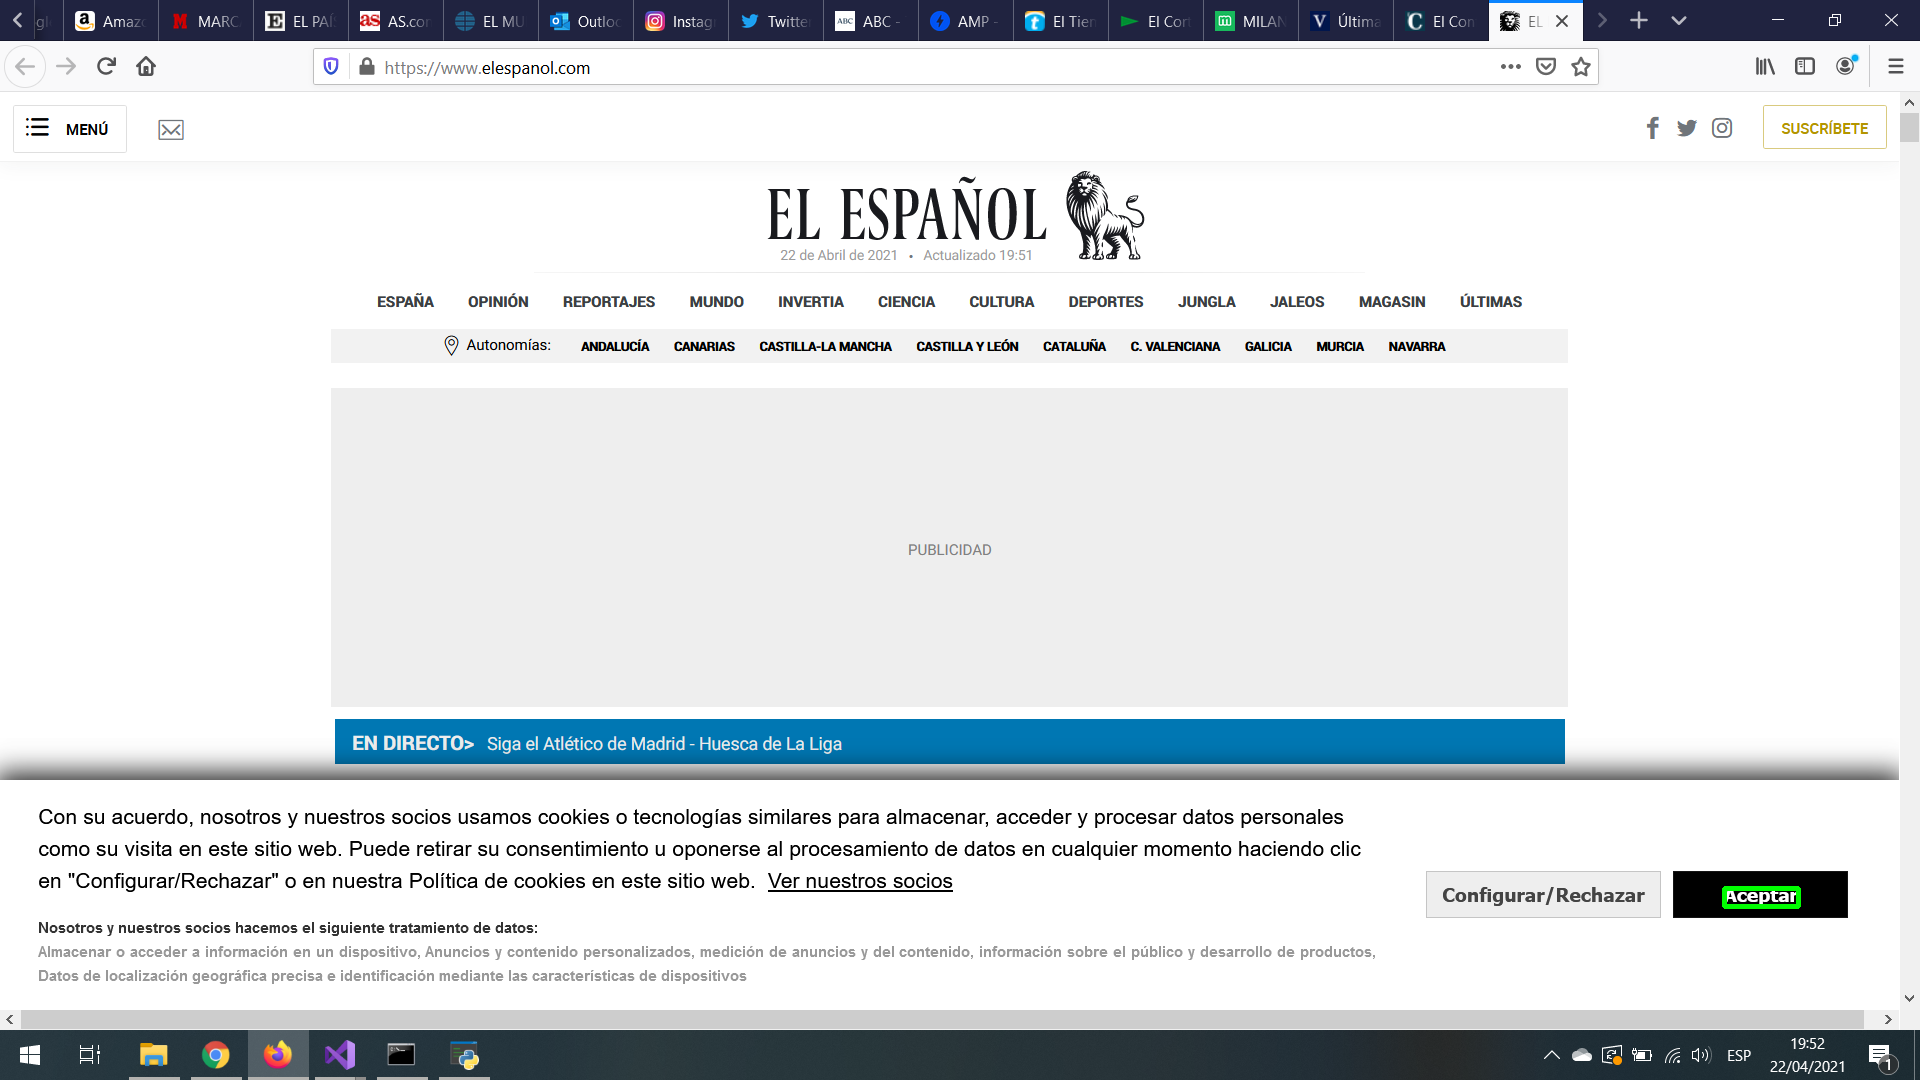 Amazo
MARC
EL PAÍS
AS.com
EL MU
Outloo
Instag
Twitter
ABC -
AMP -
El Tien
El Cor
MILAN
Última
El Con
EL
https://www.elespanol.com
MENÚ
SUSCRÍBETE
EL ESPAÑOL
22 de Abril de 2021 • Actualizado 19:51
ESPAÑA OPINIÓN REPORTAJES MUNDO INVERTIA CIENCIA CULTURA DEPORTES JUNGLA JALEOS MAGASIN ÚLTIMAS
Autonomías: ANDALUCÍA CANARIAS CASTILLA-LA MANCHA CASTILLA Y LEÓN CATALUÑA C. VALENCIANA GALICIA MURCIA NAVARRA
PUBLICIDAD
EN DIRECTO> Siga el Atlético de Madrid - Huesca de La Liga
Con su acuerdo, nosotros y nuestros socios usamos cookies o tecnologías similares para almacenar, acceder y procesar datos personales
como su visita en este sitio web. Puede retirar su consentimiento u oponerse al procesamiento de datos en cualquier momento haciendo clic
en "Configurar/Rechazar" o en nuestra Política de cookies en este sitio web. Ver nuestros socios
Configurar/Rechazar
Aceptar
Nosotros y nuestros socios hacemos el siguiente tratamiento de datos:
Almacenar o acceder a información en un dispositivo, Anuncios y contenido personalizados, medición de anuncios y del contenido, información sobre el público y desarrollo de productos,
Datos de localización geográfica precisa e identificación mediante las características de dispositivos
ESP
19:52
22/04/2021
1